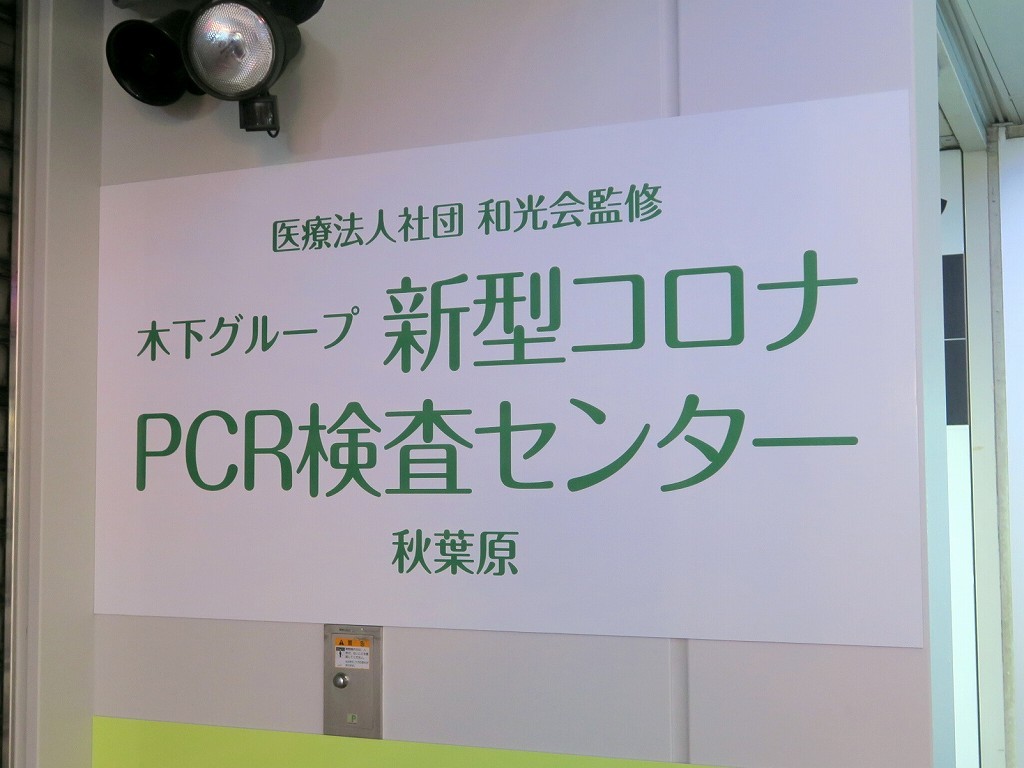 医療法人社団 和光会監修
木下グループ 新型コロナ
PCR検査センター
秋葉原